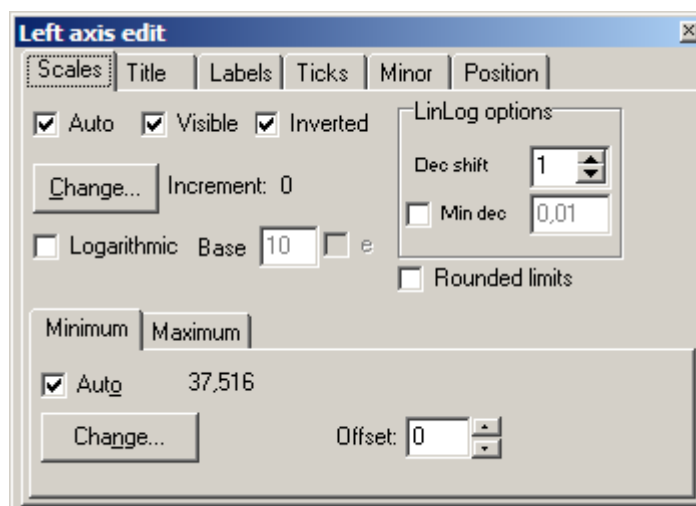 Left axis edit
Scales Title Labels Ticks Minor Position
Auto Visible Inverted
LinLog options
Dec shift 1
Min dec 0,01
Change... Increment: 0
Logarithmic Base 10 e
Rounded limits
Minimum Maximum
Auto 37,516
Change... Offset: 0